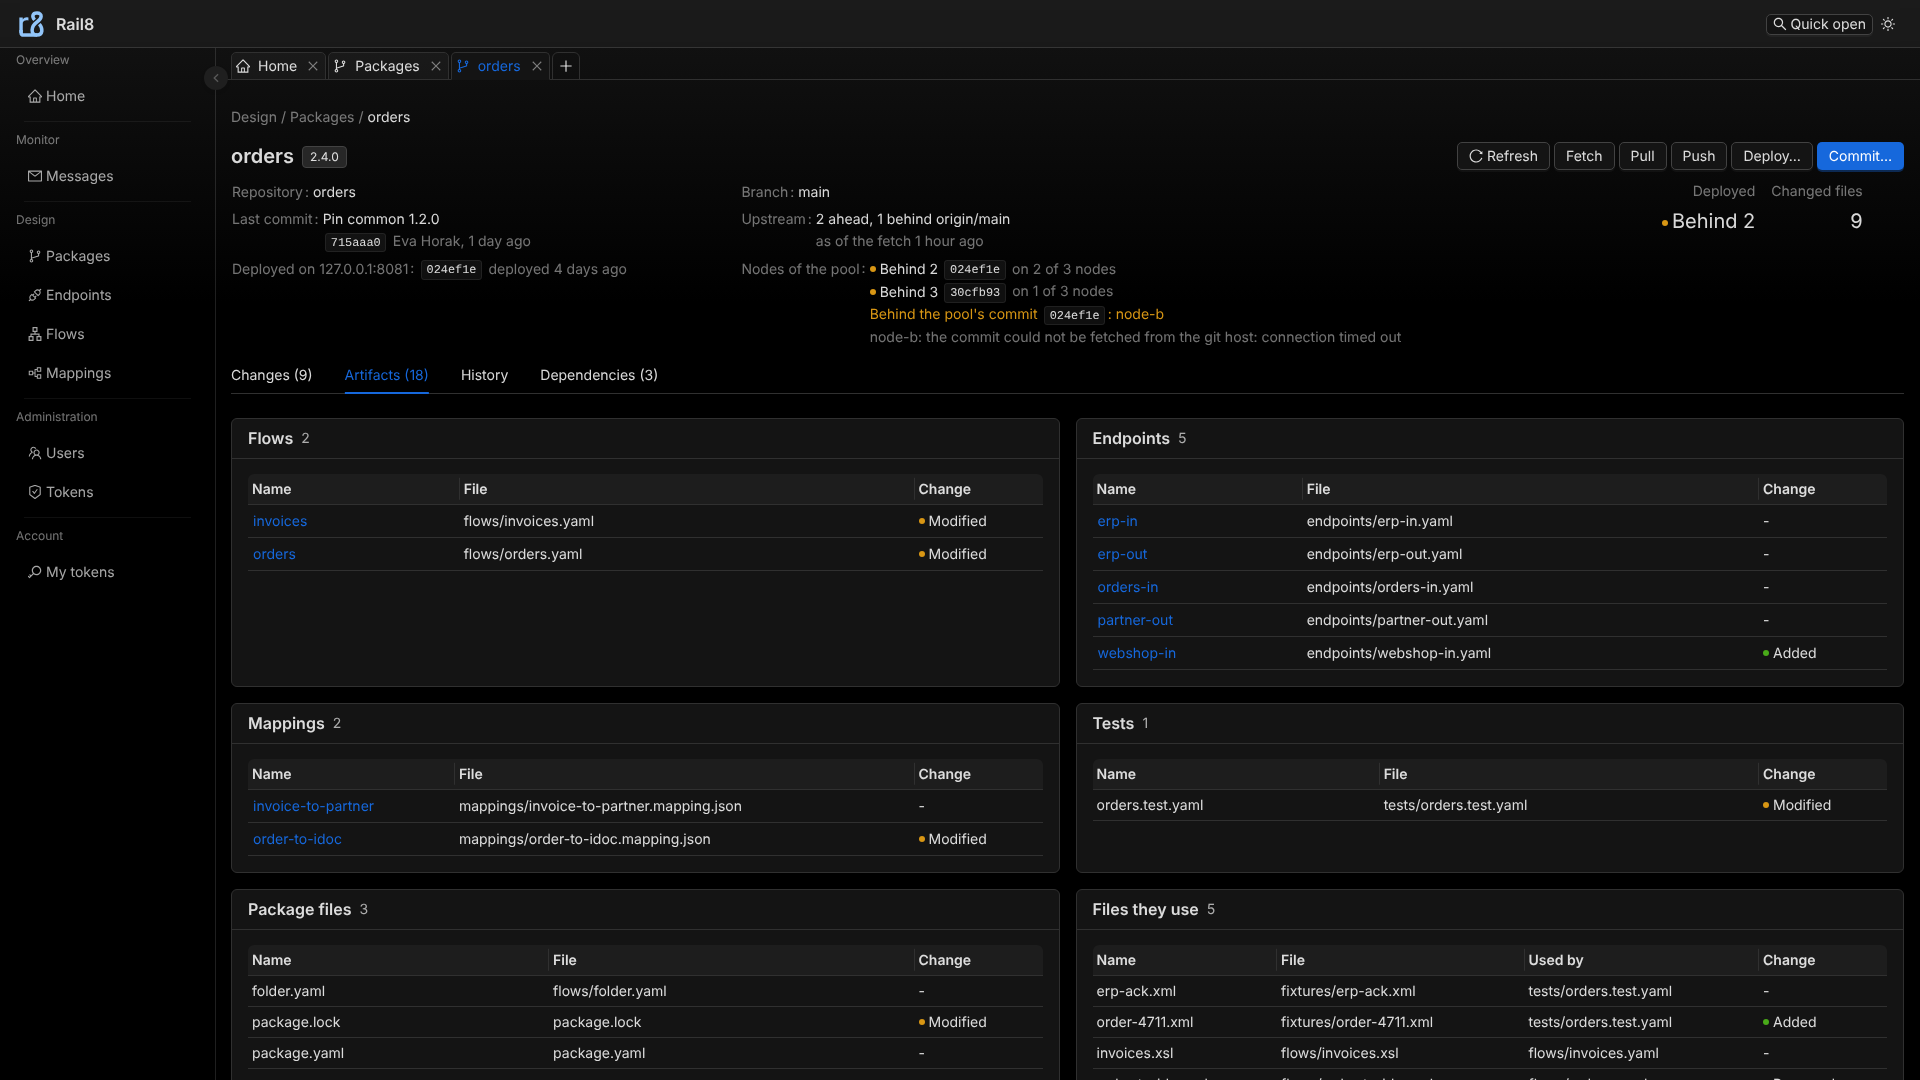 Rail8
Quick open
Overview
Home
Monitor
Messages
Design
Packages
Endpoints
Flows
Mappings
Administration
Users
Tokens
Account
My tokens
Home
Packages
orders
Design / Packages / orders
orders 2.4.0
Refresh Fetch Pull Push Deploy... Commit...
Repository: orders
Branch: main
Deployed Changed files
Behind 2 9
Last commit: Pin common 1.2.0
715aaa0 Eva Horak, 1 day ago
Upstream: 2 ahead, 1 behind origin/main
as of the fetch 1 hour ago
Deployed on 127.0.0.1:8081: 024ef1e deployed 4 days ago
Nodes of the pool: Behind 2 024ef1e on 2 of 3 nodes
Behind 3 30cfb93 on 1 of 3 nodes
Behind the pool's commit 024ef1e : node-b
node-b: the commit could not be fetched from the git host: connection timed out
Changes (9) Artifacts (18) History Dependencies (3)
Flows 2
Name File Change
invoices flows/invoices.yaml Modified
orders flows/orders.yaml Modified
Endpoints 5
Name File Change
erp-in endpoints/erp-in.yaml -
erp-out endpoints/erp-out.yaml -
orders-in endpoints/orders-in.yaml -
partner-out endpoints/partner-out.yaml -
webshop-in endpoints/webshop-in.yaml Added
Mappings 2
Name File Change
invoice-to-partner mappings/invoice-to-partner.mapping.json -
order-to-idoc mappings/order-to-idoc.mapping.json Modified
Tests 1
Name File Change
orders.test.yaml tests/orders.test.yaml Modified
Package files 3
Name File Change
folder.yaml flows/folder.yaml -
package.lock package.lock Modified
package.yaml package.yaml -
Files they use 5
Name File Used by Change
erp-ack.xml fixtures/erp-ack.xml tests/orders.test.yaml -
order-4711.xml fixtures/order-4711.xml tests/orders.test.yaml Added
invoices.xsl flows/invoices.xsl flows/invoices.yaml -